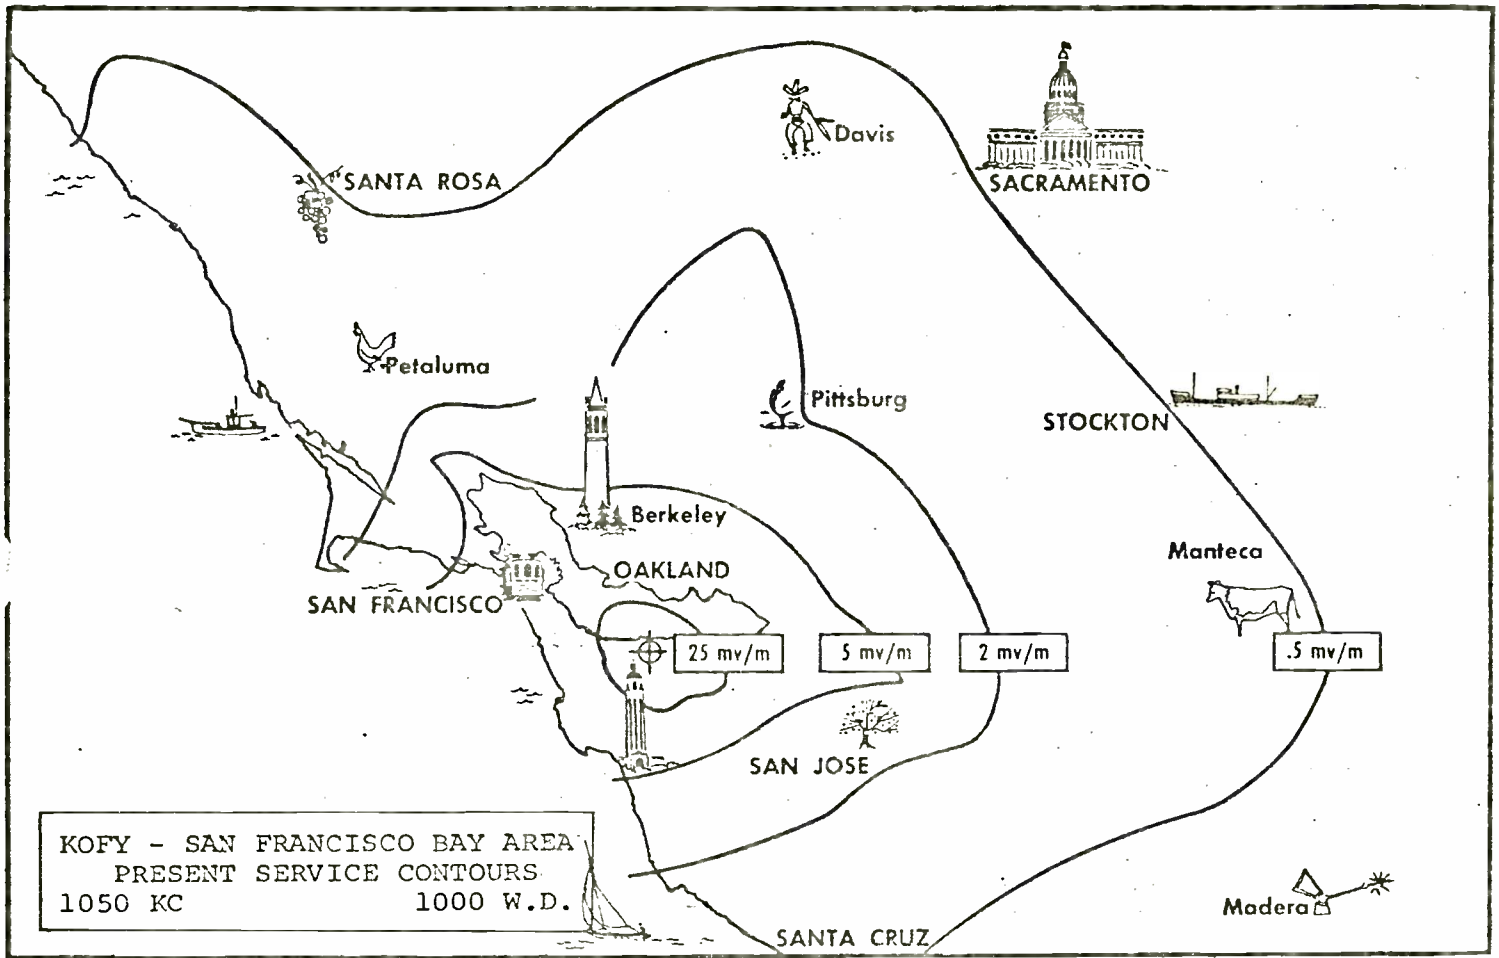 Davis
SANTA ROSA
SACRAMENTO
Petaluma
Pittsburg
STOCKTON
Berkeley
Manteca
OAKLAND
SAN FRANCISCO
25 mv/m
5 mv/m
2 mv/m
.5 mv/m
SAN JOSE
KOFY - SAN FRANCISCO BAY AREA
PRESENT SERVICE CONTOURS
1050 KC 1000 W.D.
Madera
SANTA CRUZ